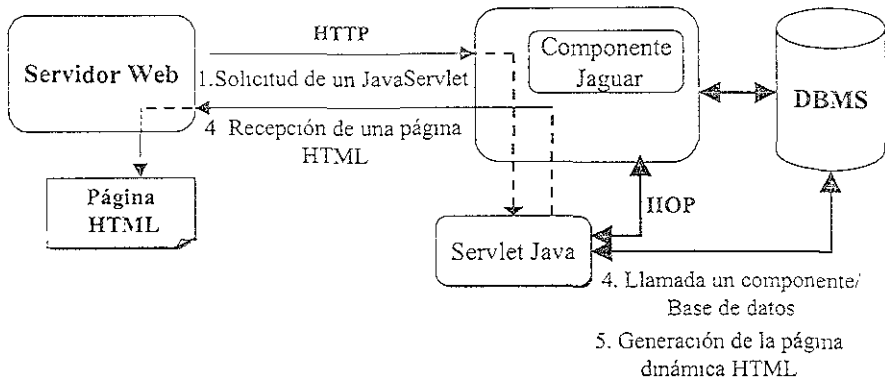 HTTP
Servidor Web
1.Solicitud de un JavaServlet
4 Recepción de una página
HTML
Componente
Jaguar
DBMS
Página
HTML
IIOP
Servlet Java
4. Llamada un componente/
Base de datos
5. Generación de la página
dinámica HTML